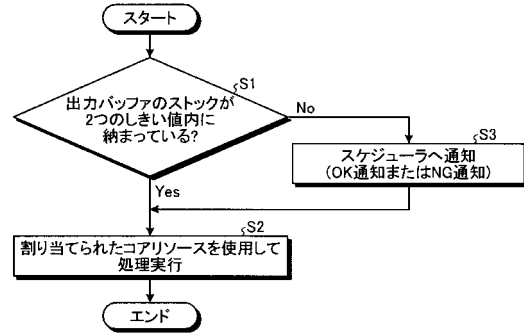 スタート
S1
出力バッファのストックが
2つのしきい値内に
納まっている?
No
S3
スケジューラへ通知
(OK通知またはNG通知)
Yes
S2
割り当てられたコアリソースを使用して
処理実行
エンド